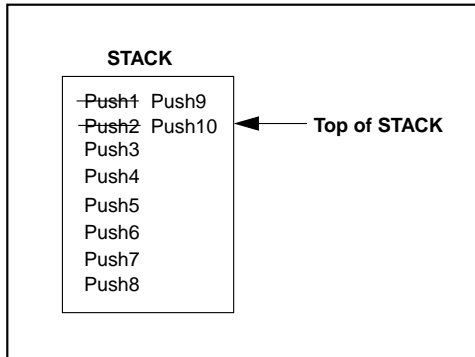 STACK
Push1 Push9
Push2 Push10
Top of STACK
Push3
Push4
Push5
Push6
Push7
Push8